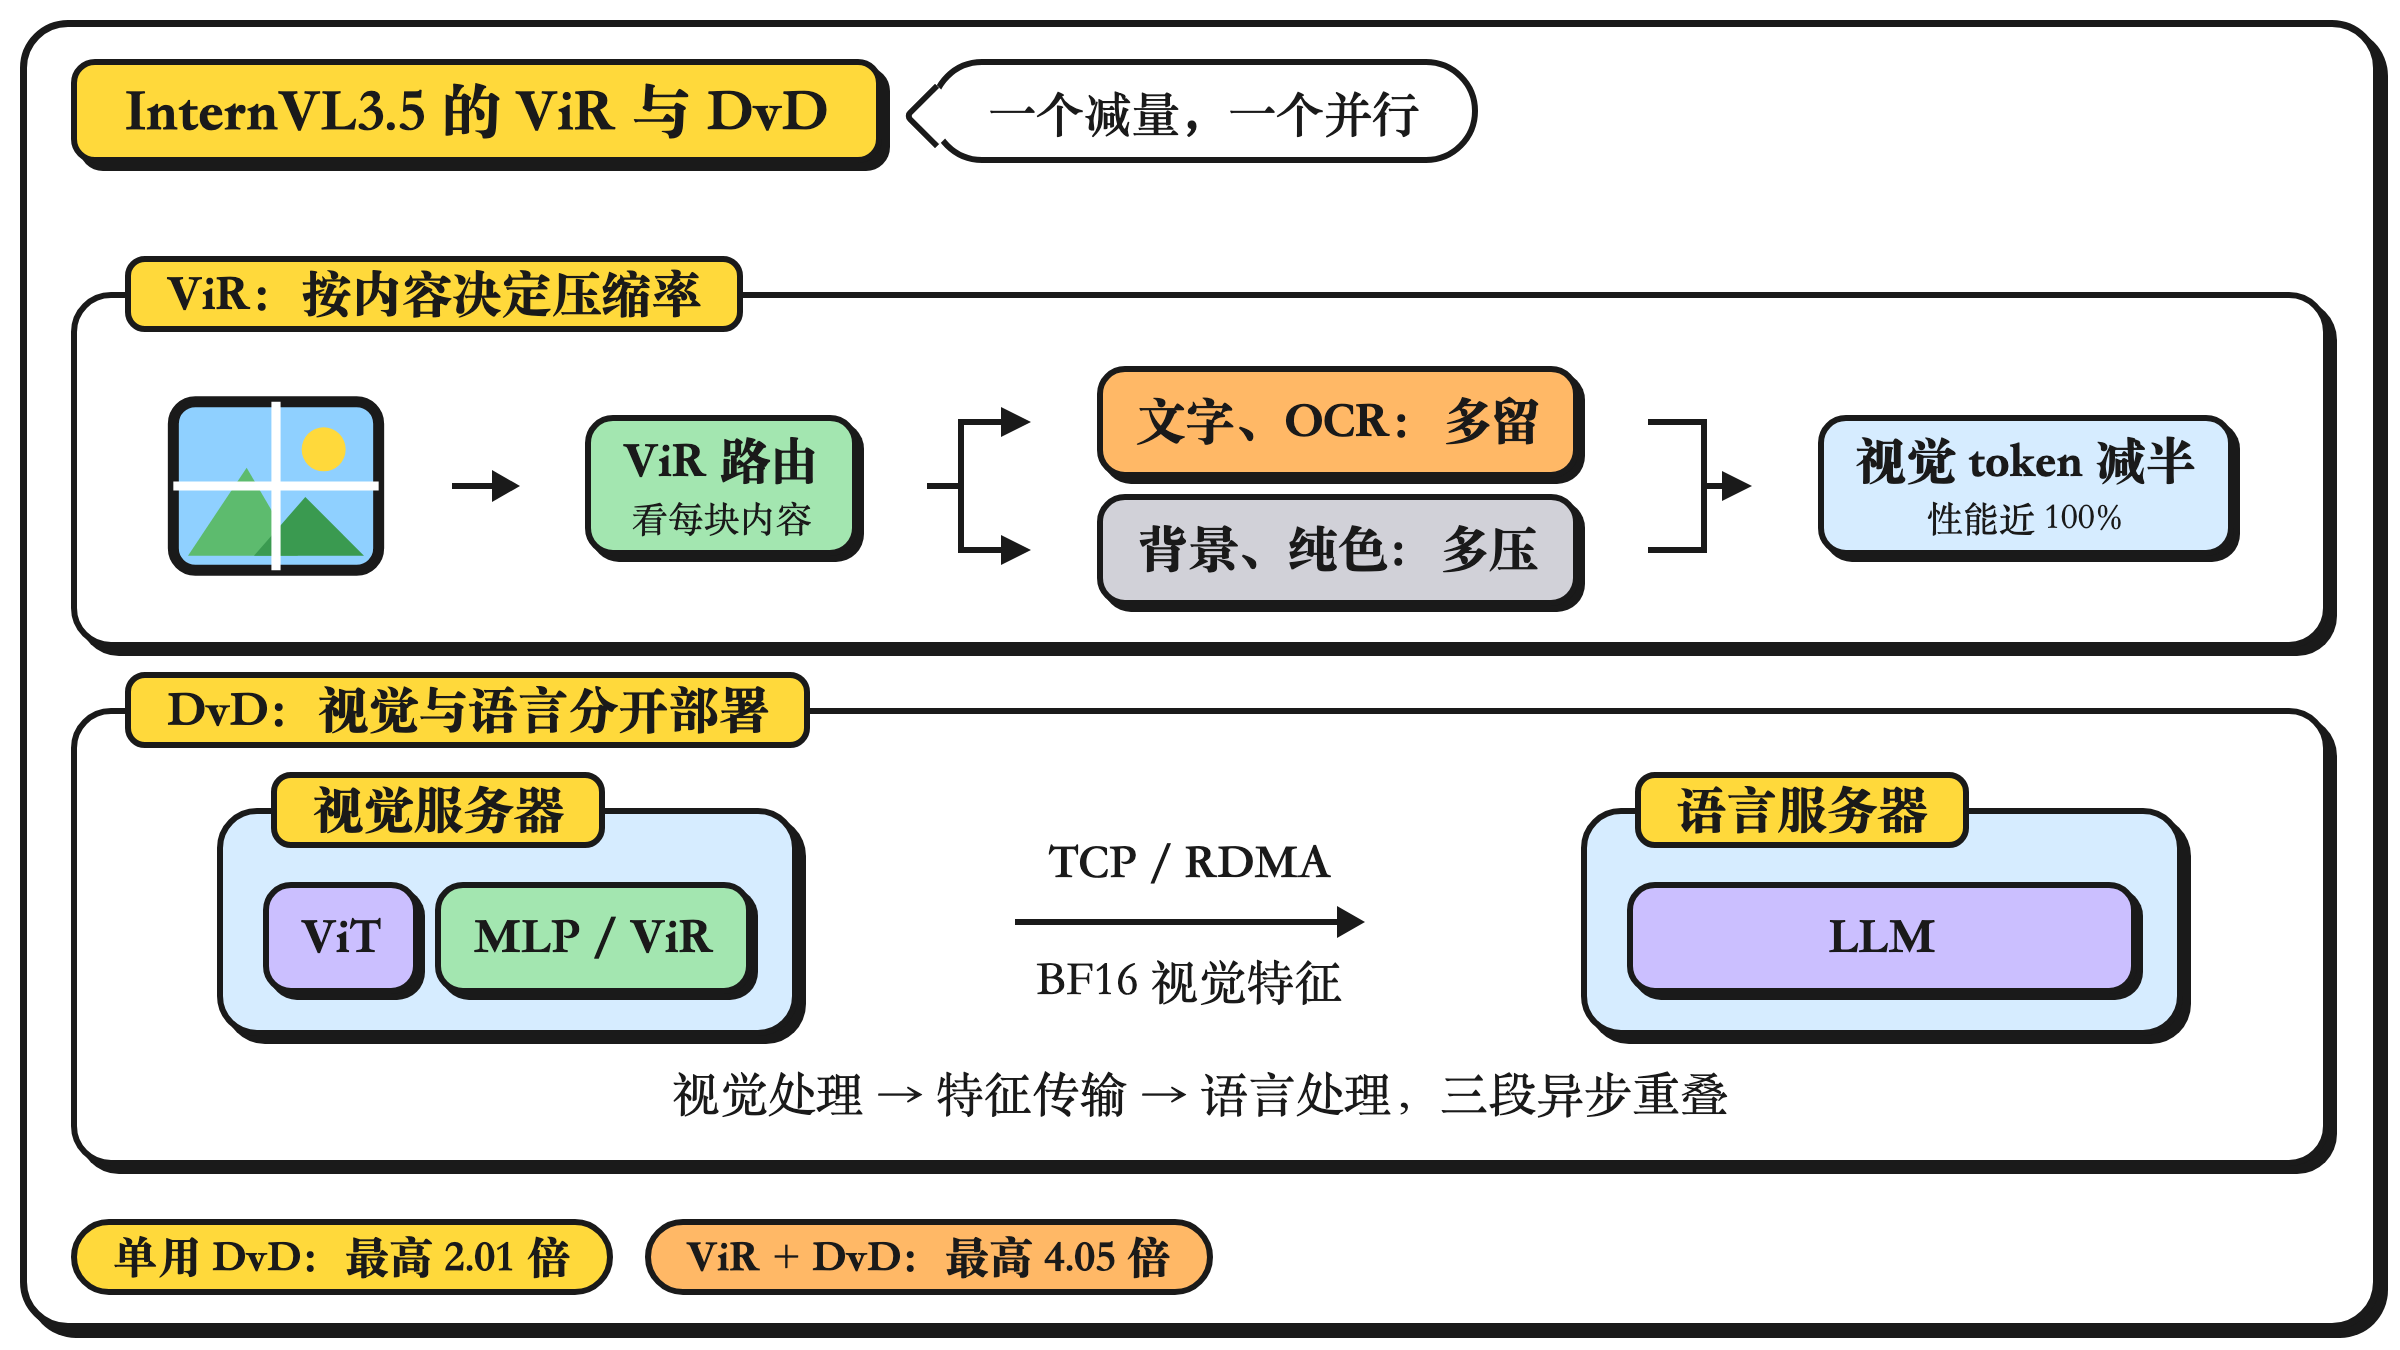 InternVL3.5 的 ViR 与 DvD
一个减量，一个并行
ViR：按内容决定压缩率
ViR 路由
看每块内容
文字、OCR：多留
背景、纯色：多压
视觉 token 减半
性能近 100%
DvD：视觉与语言分开部署
视觉服务器
ViT
MLP / ViR
TCP / RDMA
BF16 视觉特征
语言服务器
LLM
视觉处理 → 特征传输 → 语言处理，三段异步重叠
单用 DvD：最高 2.01 倍
ViR + DvD：最高 4.05 倍